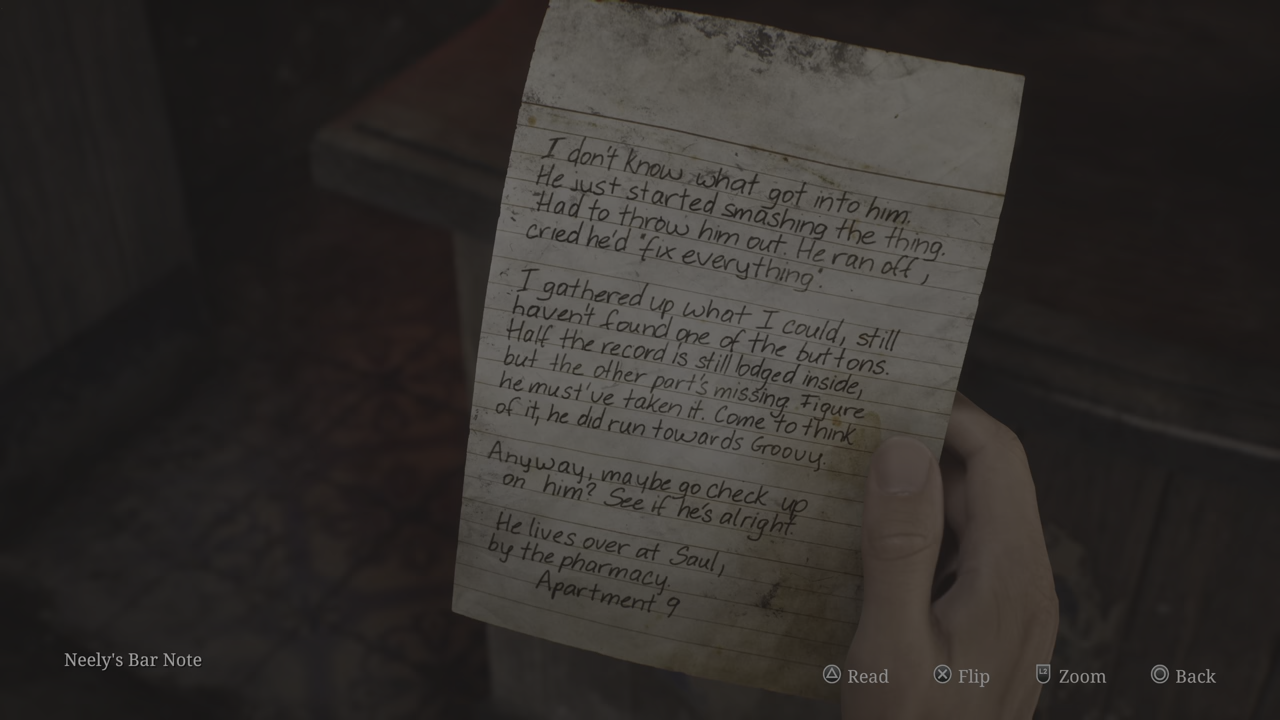 I don't know what got into him.
He just started smashing the thing.
Had to throw him out. He ran off,
cried he'd "fix everything".
I gathered up what I could, still
haven't found one of the buttons.
Half the record is still lodged inside,
but the other part's missing. Figure
he must've taken it. Come to think
of it, he did run towards Groovy.
Anyway, maybe go check up
on him? See if he's alright.
He lives over at Saul,
by the pharmacy.
Apartment 9
Neely's Bar Note
Read
Flip
L2 Zoom
Back